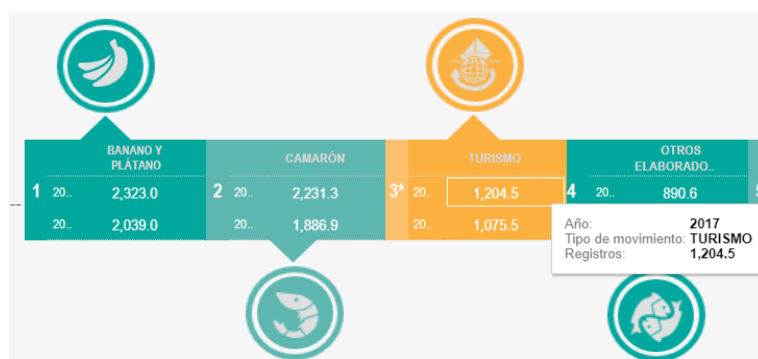 BANANO Y
PLÁTANO
1 20.. 2,323.0
20.. 2,039.0
CAMARÓN
2 20.. 2,231.3
20.. 1,886.9
TURISMO
3* 20.. 1,204.5
20.. 1,075.5
OTROS
ELABORADO..
4 20.. 890.6
Año: 2017
Tipo de movimiento: TURISMO
Registros: 1,204.5